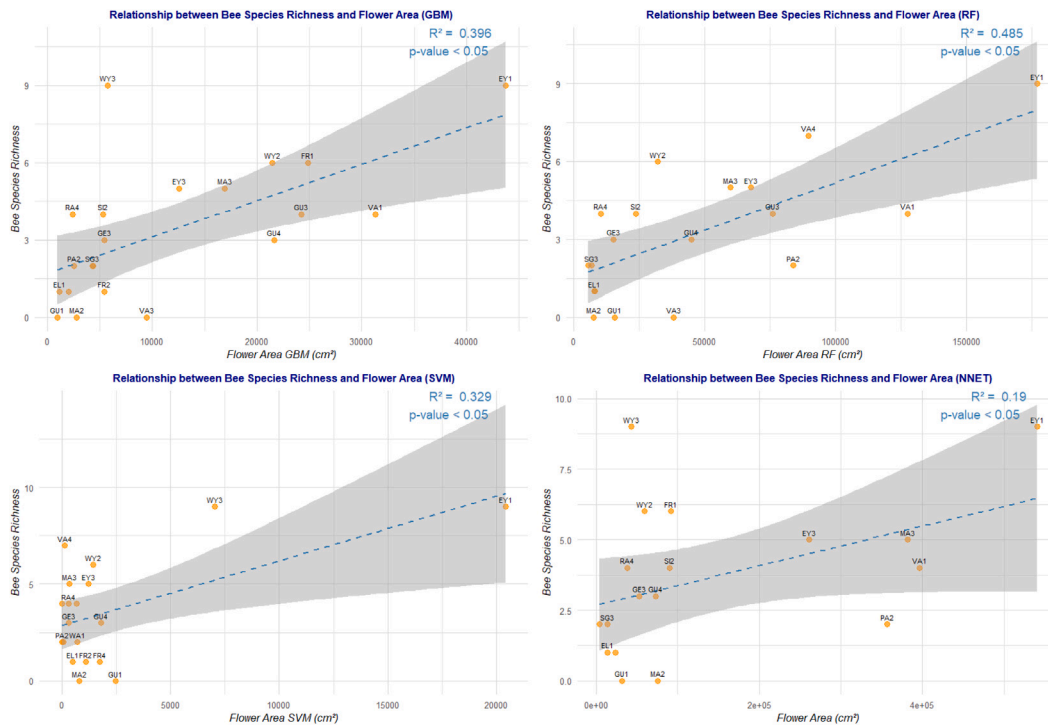 Relationship between Bee Species Richness and Flower Area (GBM)
R² = 0.396
p-value < 0.05
Bee Species Richness
9
6
3
0
WY3
EY1
WY2
FR1
EY3
MA3
RA4
SI2
GU3
VA1
GE3
GU4
PA2
SG3
EL1
FR2
GU1
MA2
VA3
0
10000
20000
30000
40000
Flower Area GBM (cm²)
Relationship between Bee Species Richness and Flower Area (RF)
R² = 0.485
p-value < 0.05
Bee Species Richness
9
6
3
0
EY1
VA4
WY2
MA3
EY3
RA4
SI2
GU3
VA1
GE3
GU4
SG3
PA2
EL1
MA2
GU1
VA3
0
50000
100000
150000
Flower Area RF (cm²)
Relationship between Bee Species Richness and Flower Area (SVM)
R² = 0.329
p-value < 0.05
Bee Species Richness
10
5
0
WY3
EY1
VA4
WY2
MA3
EY3
RA4
GE3
GU4
PA2
WA1
EL1
FR2
FR4
MA2
GU1
0
5000
10000
15000
20000
Flower Area SVM (cm²)
Relationship between Bee Species Richness and Flower Area (NNET)
R² = 0.19
p-value < 0.05
Bee Species Richness
10.0
7.5
5.0
2.5
0.0
WY3
EY1
WY2
FR1
EY3
MA3
RA4
SI2
VA1
GE3
GU4
SG3
PA2
EL1
GU1
MA2
0e+00
2e+05
4e+05
Flower Area (cm²)